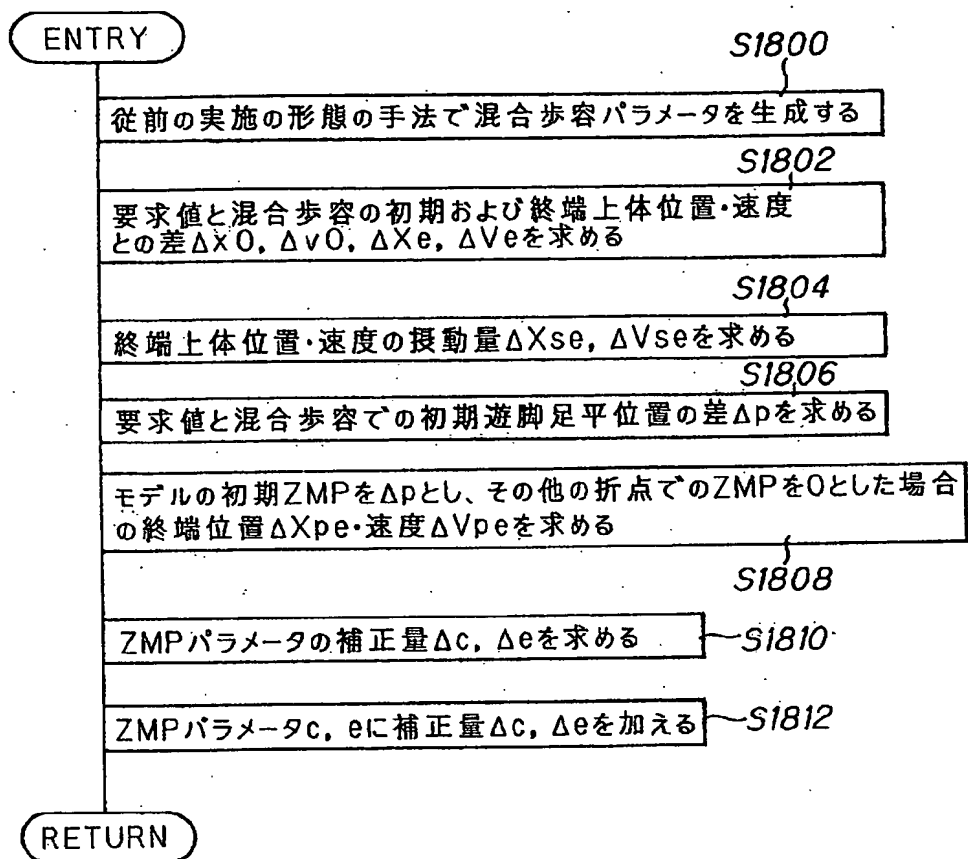 ENTRY
S1800
従前の実施の形態の手法で混合歩容パラメータを生成する
S1802
要求値と混合歩容の初期および終端上体位置・速度
との差Δx0, Δv0, ΔXe, ΔVeを求める
S1804
終端上体位置・速度の摂動量ΔXse, ΔVseを求める
S1806
要求値と混合歩容での初期遊脚足平位置の差Δpを求める
モデルの初期ZMPをΔpとし、その他の折点でのZMPを0とした場合
の終端位置ΔXpe・速度ΔVpeを求める
S1808
ZMPパラメータの補正量Δc, Δeを求める
S1810
ZMPパラメータc, eに補正量Δc, Δeを加える
S1812
RETURN